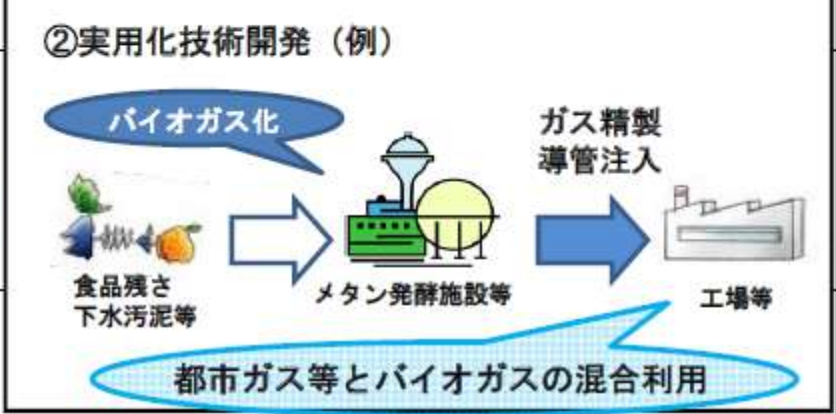 ②実用化技術開発（例）
バイオガス化
ガス精製
導管注入
食品残さ
下水汚泥等
メタン発酵施設等
工場等
都市ガス等とバイオガスの混合利用